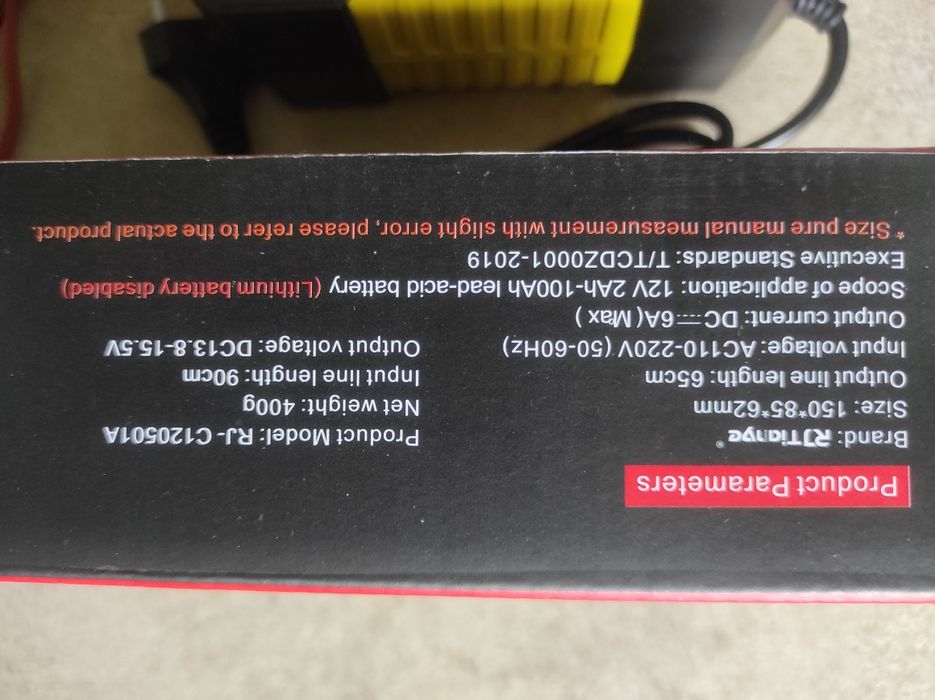 Product Parameters
Brand: RJTianye®
Product Model: RJ-C120501A
Size: 150*85*62mm
Net weight: 400g
Output line length: 65cm
Input line length: 90cm
Input voltage: AC110-220V (50-60Hz)
Output voltage: DC13.8-15.5V
Output current: DC⎓6A( Max )
Scope of application: 12V 2Ah-100Ah lead-acid battery (Lithium battery disabled)
Executive Standards: T/TCDZ0001-2019
*Size pure manual measurement with slight error, please refer to the actual product.